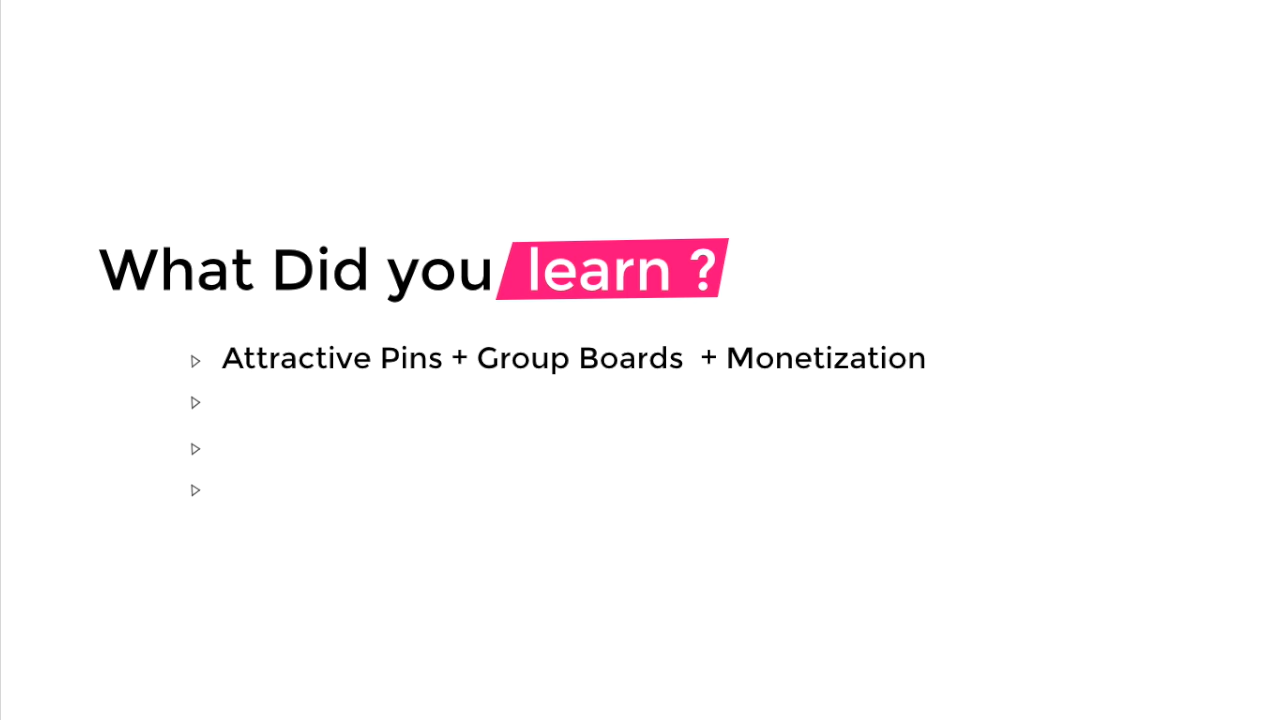 What Did you learn ?
Attractive Pins + Group Boards + Monetization